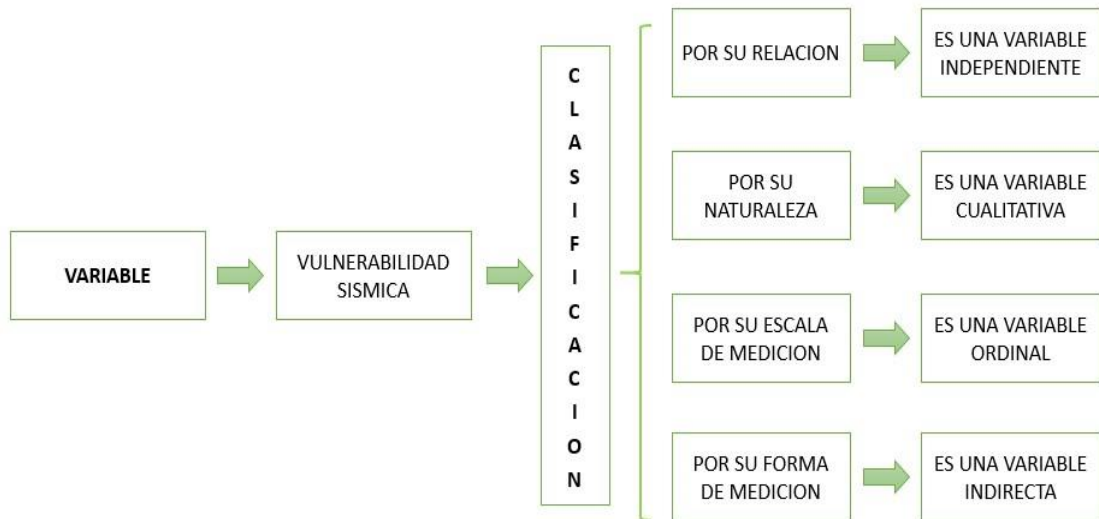 VARIABLE
VULNERABILIDAD
SISMICA
CLASIFICACION
POR SU RELACION
ES UNA VARIABLE
INDEPENDIENTE
POR SU
NATURALEZA
ES UNA VARIABLE
CUALITATIVA
POR SU ESCALA
DE MEDICION
ES UNA VARIABLE
ORDINAL
POR SU FORMA
DE MEDICION
ES UNA VARIABLE
INDIRECTA